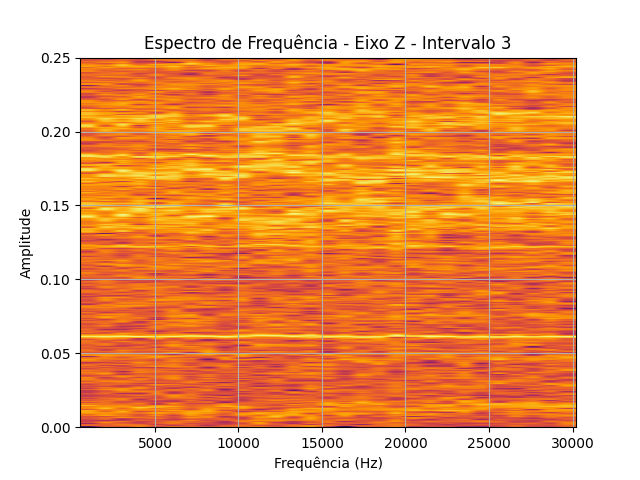 Espectro de Frequência - Eixo Z - Intervalo 3
0.25
0.20
0.15
0.10
0.05
0.00
Amplitude
5000 10000 15000 20000 25000 30000
Frequência (Hz)